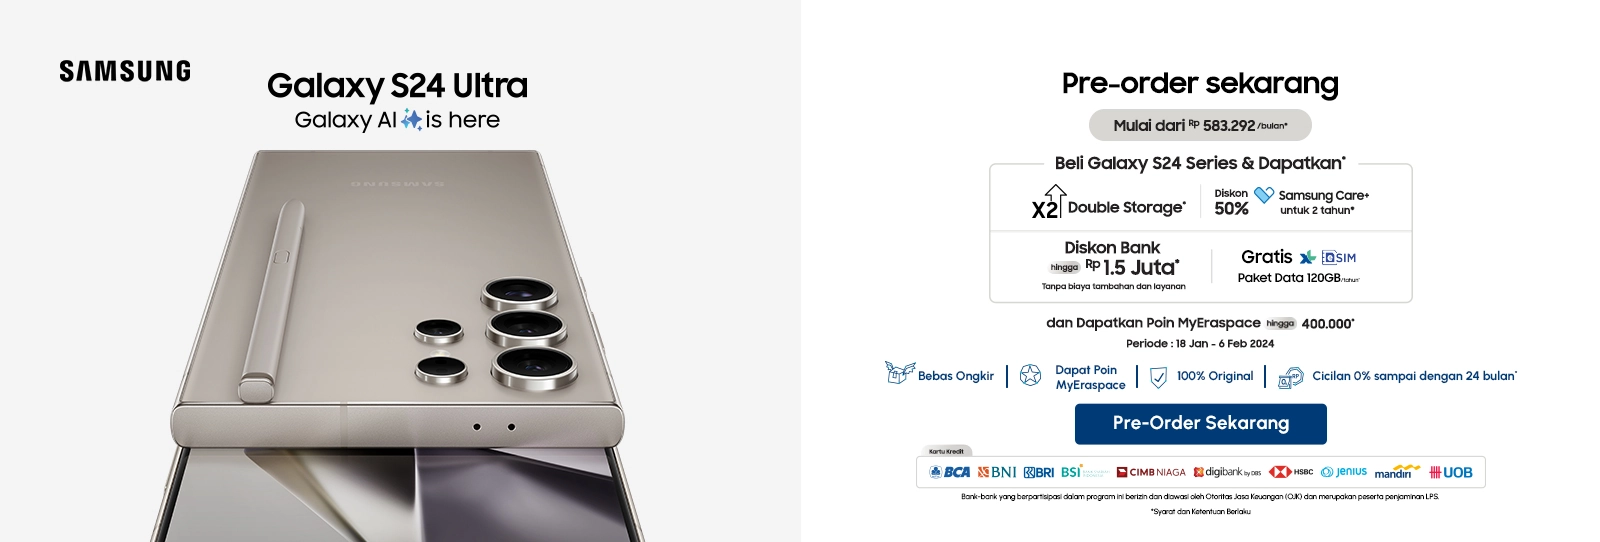 SAMSUNG
Galaxy S24 Ultra
Galaxy AI is here
SAMSUNG
Pre-order sekarang
Mulai dari Rp 583.292 /bulan*
Beli Galaxy S24 Series & Dapatkan*
X2 Double Storage*
Diskon 50% Samsung Care+ untuk 2 tahun*
Diskon Bank
hingga Rp 1.5 Juta*
Tanpa biaya tambahan dan layanan
Gratis XL eSIM
Paket Data 120GB/tahun*
dan Dapatkan Poin MyEraspace hingga 400.000*
Periode : 18 Jan - 6 Feb 2024
Bebas Ongkir
Dapat Poin
MyEraspace
100% Original
Cicilan 0% sampai dengan 24 bulan*
Pre-Order Sekarang
Kartu Kredit
BCA BNI BRI BSI CIMB NIAGA digibank by DBS HSBC jenius mandiri UOB
Bank-bank yang berpartisipasi dalam program ini berizin dan diawasi oleh Otoritas Jasa Keuangan (OJK) dan merupakan peserta penjaminan LPS.
*Syarat dan Ketentuan Berlaku